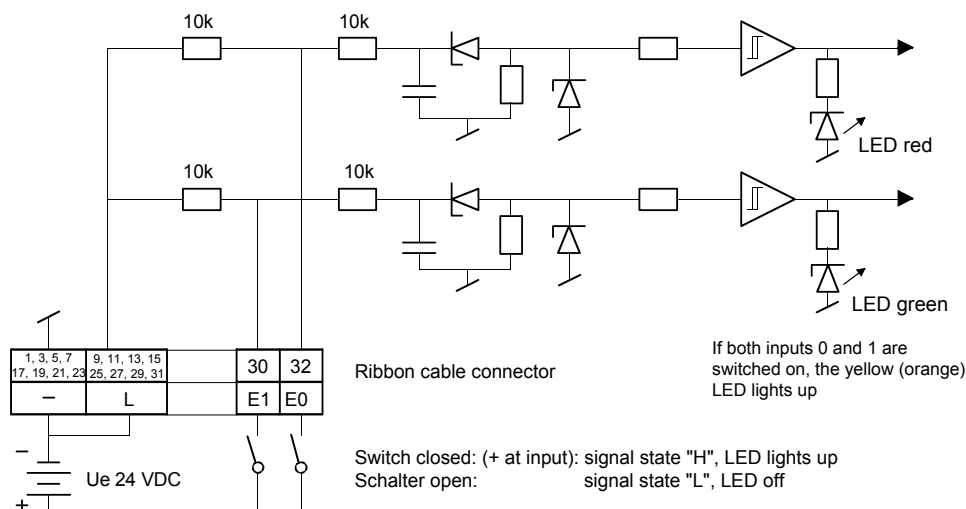 10k 10k
LED red
10k 10k
LED green
1, 3, 5, 7 9, 11, 13, 15
17, 19, 21, 23 25, 27, 29, 31 30 32
– L E1 E0
Ribbon cable connector
If both inputs 0 and 1 are
switched on, the yellow (orange)
LED lights up
–
Ue 24 VDC
+
Switch closed: (+ at input): signal state "H", LED lights up
Schalter open: signal state "L", LED off